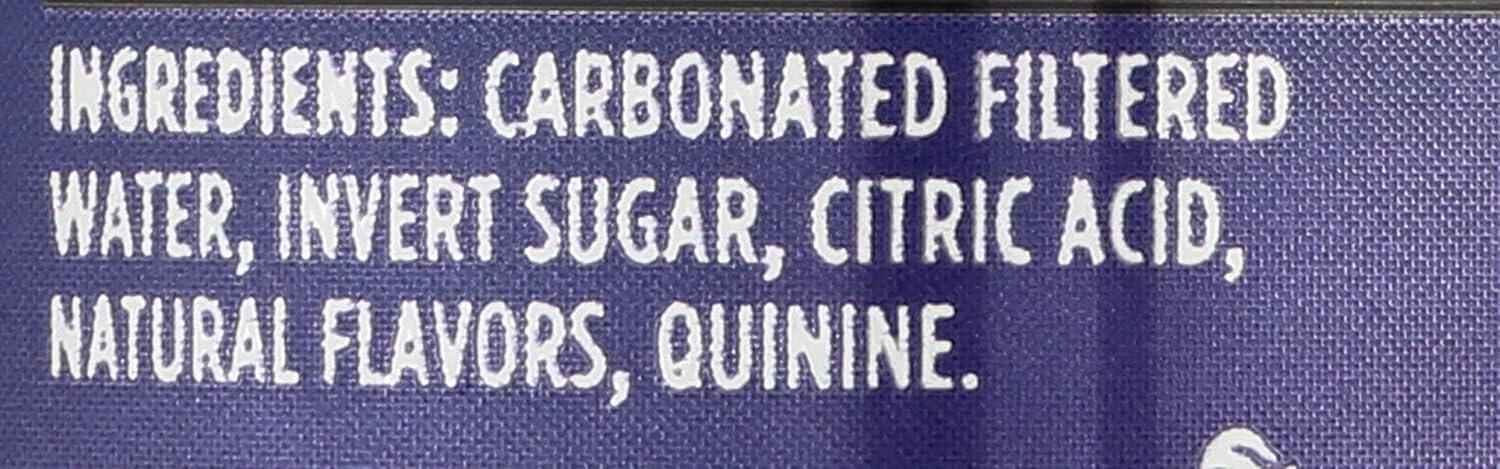 INGREDIENTS: CARBONATED FILTERED
WATER, INVERT SUGAR, CITRIC ACID,
NATURAL FLAVORS, QUININE.